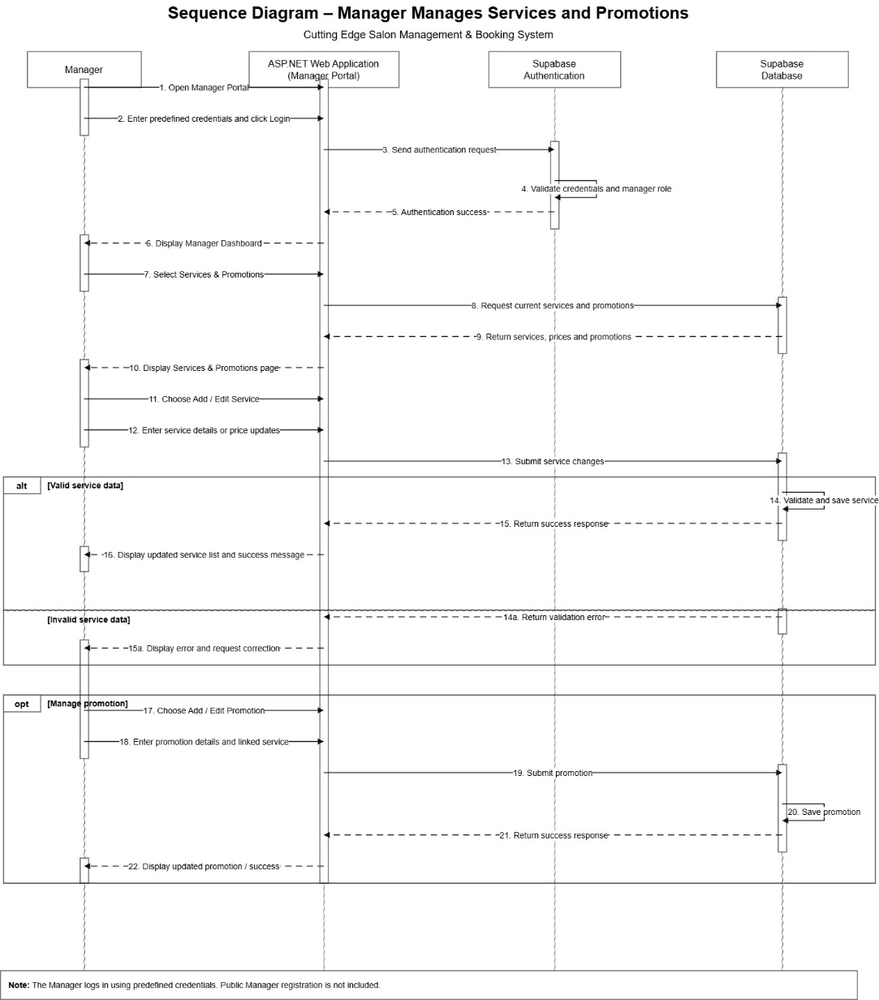 Sequence Diagram – Manager Manages Services and Promotions
Cutting Edge Salon Management & Booking System
Manager
ASP.NET Web Application
(Manager Portal)
Supabase
Authentication
Supabase
Database
1. Open Manager Portal
2. Enter predefined credentials and click Login
3. Send authentication request
4. Validate credentials and manager role
5. Authentication success
6. Display Manager Dashboard
7. Select Services & Promotions
8. Request current services and promotions
9. Return services, prices and promotions
10. Display Services & Promotions page
11. Choose Add / Edit Service
12. Enter service details or price updates
13. Submit service changes
alt
[Valid service data]
14. Validate and save service
15. Return success response
16. Display updated service list and success message
[Invalid service data]
14a. Return validation error
15a. Display error and request correction
opt
[Manage promotion]
17. Choose Add / Edit Promotion
18. Enter promotion details and linked service
19. Submit promotion
20. Save promotion
21. Return success response
22. Display updated promotion / success
Note: The Manager logs in using predefined credentials. Public Manager registration is not included.